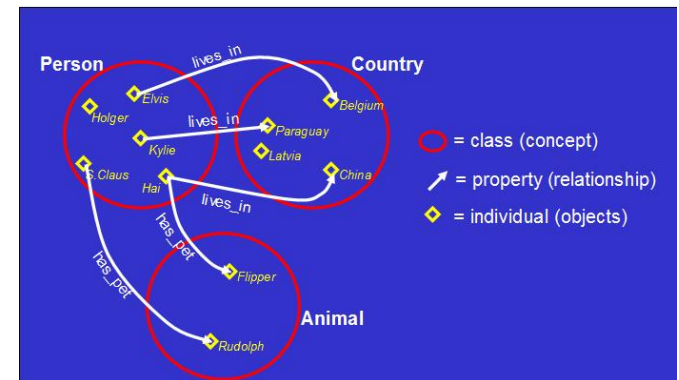 Person
lives_in
Country
Elvis
Holger
Belgium
lives_in
Paraguay
Kylie
Latvia
= class (concept)
S.Claus
Hai
China
= property (relationship)
lives_in
= individual (objects)
has_pet
has_pet
Flipper
Animal
Rudolph